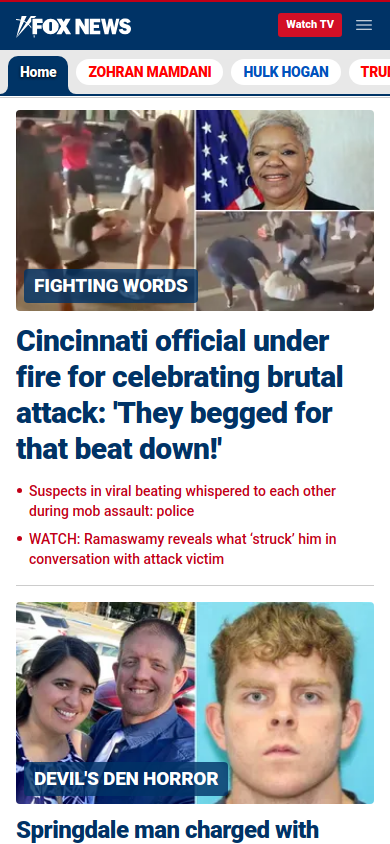 FOX NEWS
Watch TV
Home
ZOHRAN MAMDANI
HULK HOGAN
FIGHTING WORDS
Cincinnati official under
fire for celebrating brutal
attack: 'They begged for
that beat down!'
Suspects in viral beating whispered to each other
during mob assault: police
WATCH: Ramaswamy reveals what ‘struck’ him in
conversation with attack victim
DEVIL'S DEN HORROR
Springdale man charged with